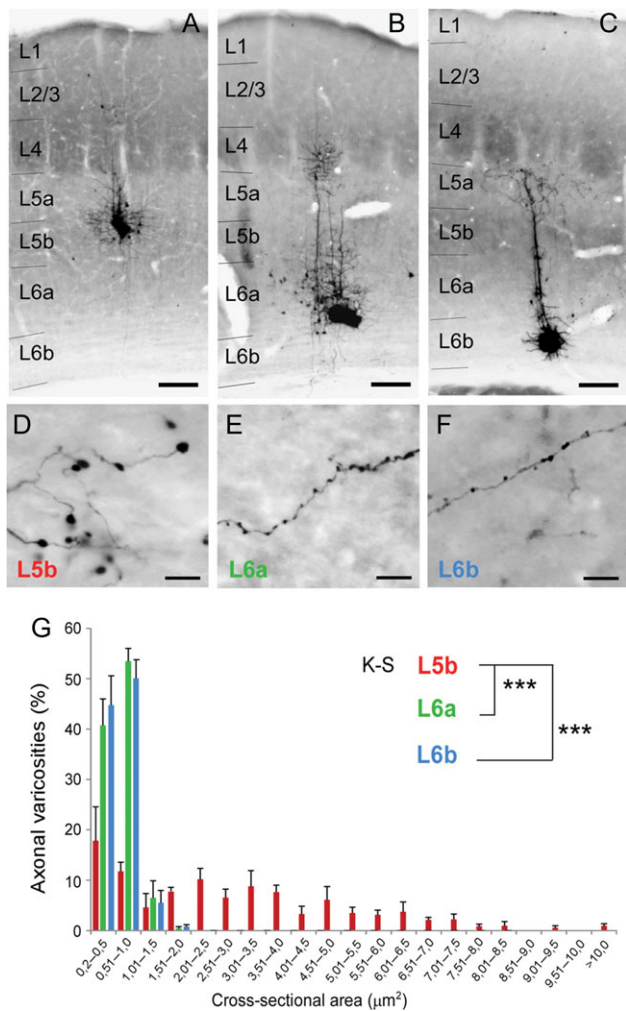 A
L1
L2/3
L4
L5a
L5b
L6a
L6b
B
L1
L2/3
L4
L5a
L5b
L6a
L6b
C
L1
L2/3
L4
L5a
L5b
L6a
L6b
D
L5b
E
L6a
F
L6b
G
Axonal varicosities (%)
60
50
40
30
20
10
0
K-S L5b
L6a
L6b
***
***
0,2–0,5
0,51–1,0
1,01–1,5
1,51–2,0
2,01–2,5
2,51–3,0
3,01–3,5
3,51–4,0
4,01–4,5
4,51–5,0
5,01–5,5
5,51–6,0
6,01–6,5
6,51–7,0
7,01–7,5
7,51–8,0
8,01–8,5
8,51–9,0
9,01–9,5
9,51–10,0
>10,0
Cross-sectional area (μm²)